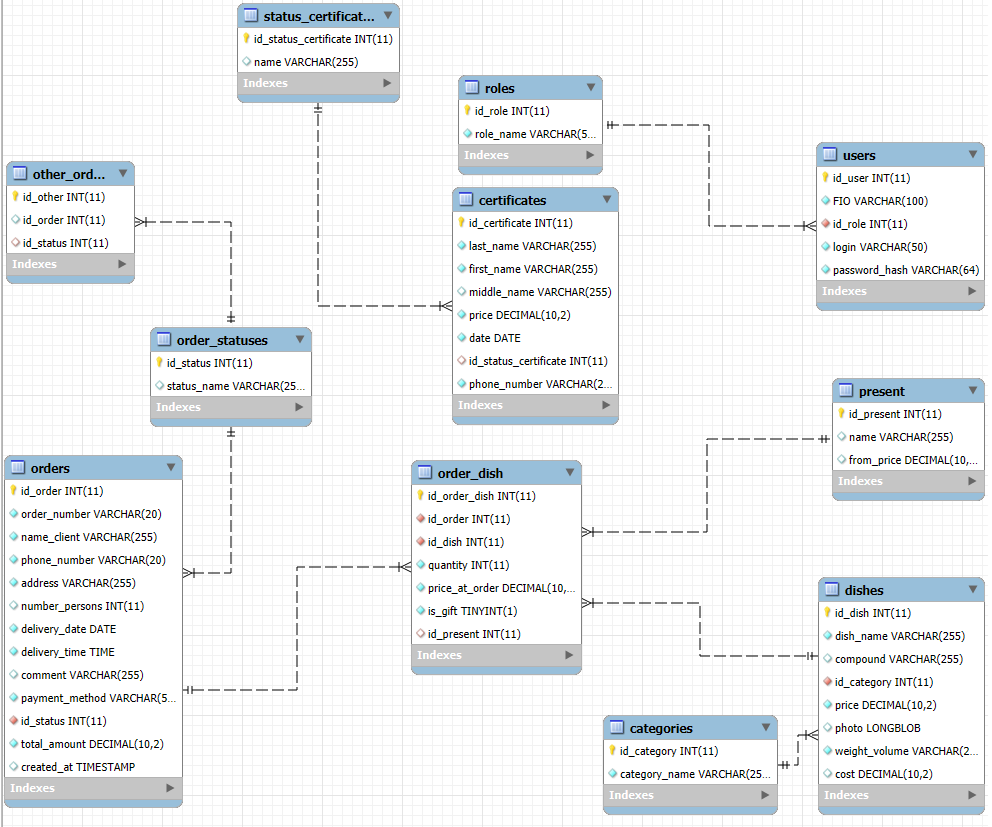 status_certificat...
id_status_certificate INT(11)
name VARCHAR(255)
Indexes
roles
id_role INT(11)
role_name VARCHAR(5...
Indexes
users
id_user INT(11)
FIO VARCHAR(100)
id_role INT(11)
login VARCHAR(50)
password_hash VARCHAR(64)
Indexes
other_ord...
id_other INT(11)
id_order INT(11)
id_status INT(11)
Indexes
certificates
id_certificate INT(11)
last_name VARCHAR(255)
first_name VARCHAR(255)
middle_name VARCHAR(255)
price DECIMAL(10,2)
date DATE
id_status_certificate INT(11)
phone_number VARCHAR(2...
Indexes
order_statuses
id_status INT(11)
status_name VARCHAR(25...
Indexes
present
id_present INT(11)
name VARCHAR(255)
from_price DECIMAL(10,...
Indexes
orders
id_order INT(11)
order_number VARCHAR(20)
name_client VARCHAR(255)
phone_number VARCHAR(20)
address VARCHAR(255)
number_persons INT(11)
delivery_date DATE
delivery_time TIME
comment VARCHAR(255)
payment_method VARCHAR(5...
id_status INT(11)
total_amount DECIMAL(10,2)
created_at TIMESTAMP
Indexes
order_dish
id_order_dish INT(11)
id_order INT(11)
id_dish INT(11)
quantity INT(11)
price_at_order DECIMAL(10,...
is_gift TINYINT(1)
id_present INT(11)
Indexes
dishes
id_dish INT(11)
dish_name VARCHAR(255)
compound VARCHAR(255)
id_category INT(11)
price DECIMAL(10,2)
photo LONGBLOB
weight_volume VARCHAR(2...
cost DECIMAL(10,2)
Indexes
categories
id_category INT(11)
category_name VARCHAR(25...
Indexes